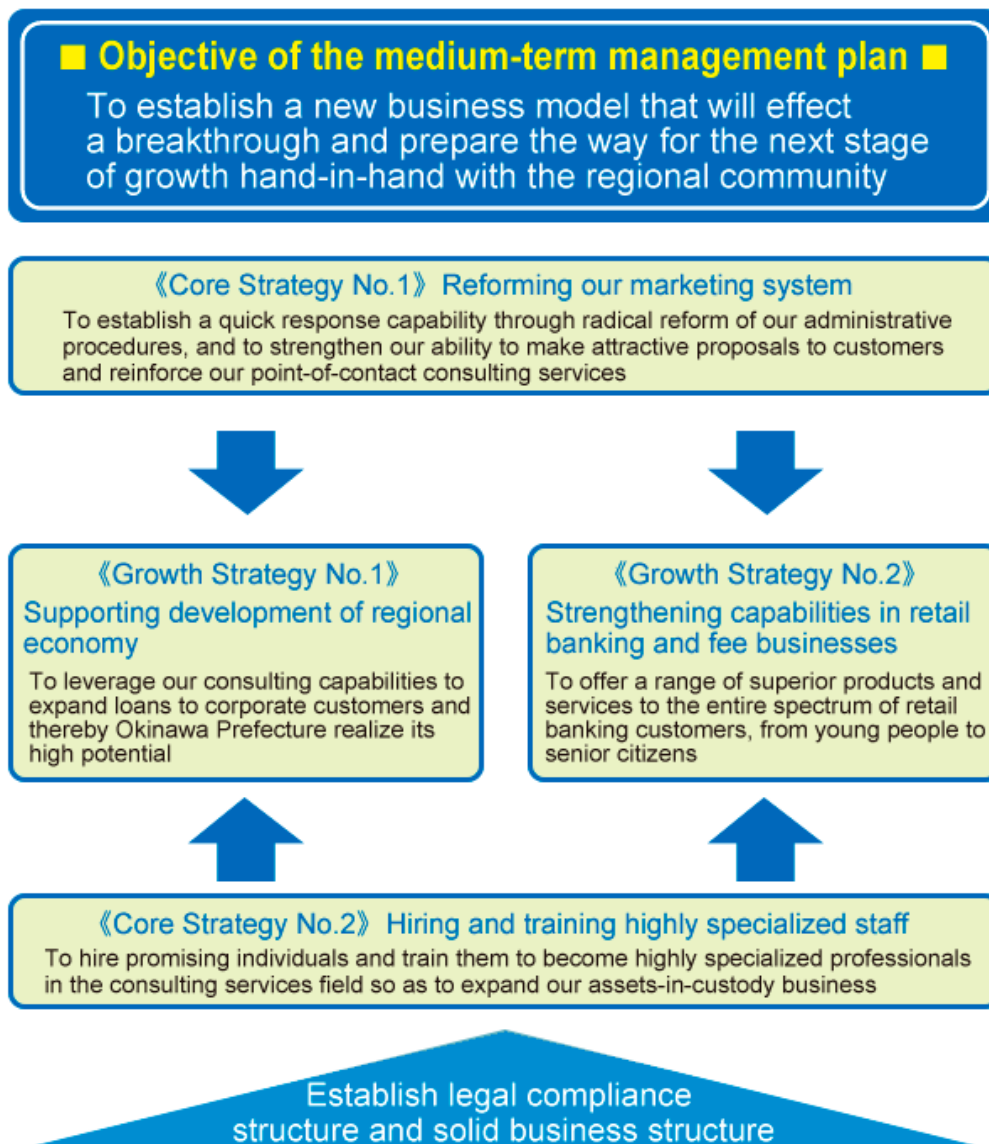 ■ Objective of the medium-term management plan ■
To establish a new business model that will effect
a breakthrough and prepare the way for the next stage
of growth hand-in-hand with the regional community
《Core Strategy No.1》 Reforming our marketing system
To establish a quick response capability through radical reform of our administrative
procedures, and to strengthen our ability to make attractive proposals to customers
and reinforce our point-of-contact consulting services
《Growth Strategy No.1》
Supporting development of regional
economy
To leverage our consulting capabilities to
expand loans to corporate customers and
thereby Okinawa Prefecture realize its
high potential
《Growth Strategy No.2》
Strengthening capabilities in retail
banking and fee businesses
To offer a range of superior products and
services to the entire spectrum of retail
banking customers, from young people to
senior citizens
《Core Strategy No.2》 Hiring and training highly specialized staff
To hire promising individuals and train them to become highly specialized professionals
in the consulting services field so as to expand our assets-in-custody business
Establish legal compliance
structure and solid business structure